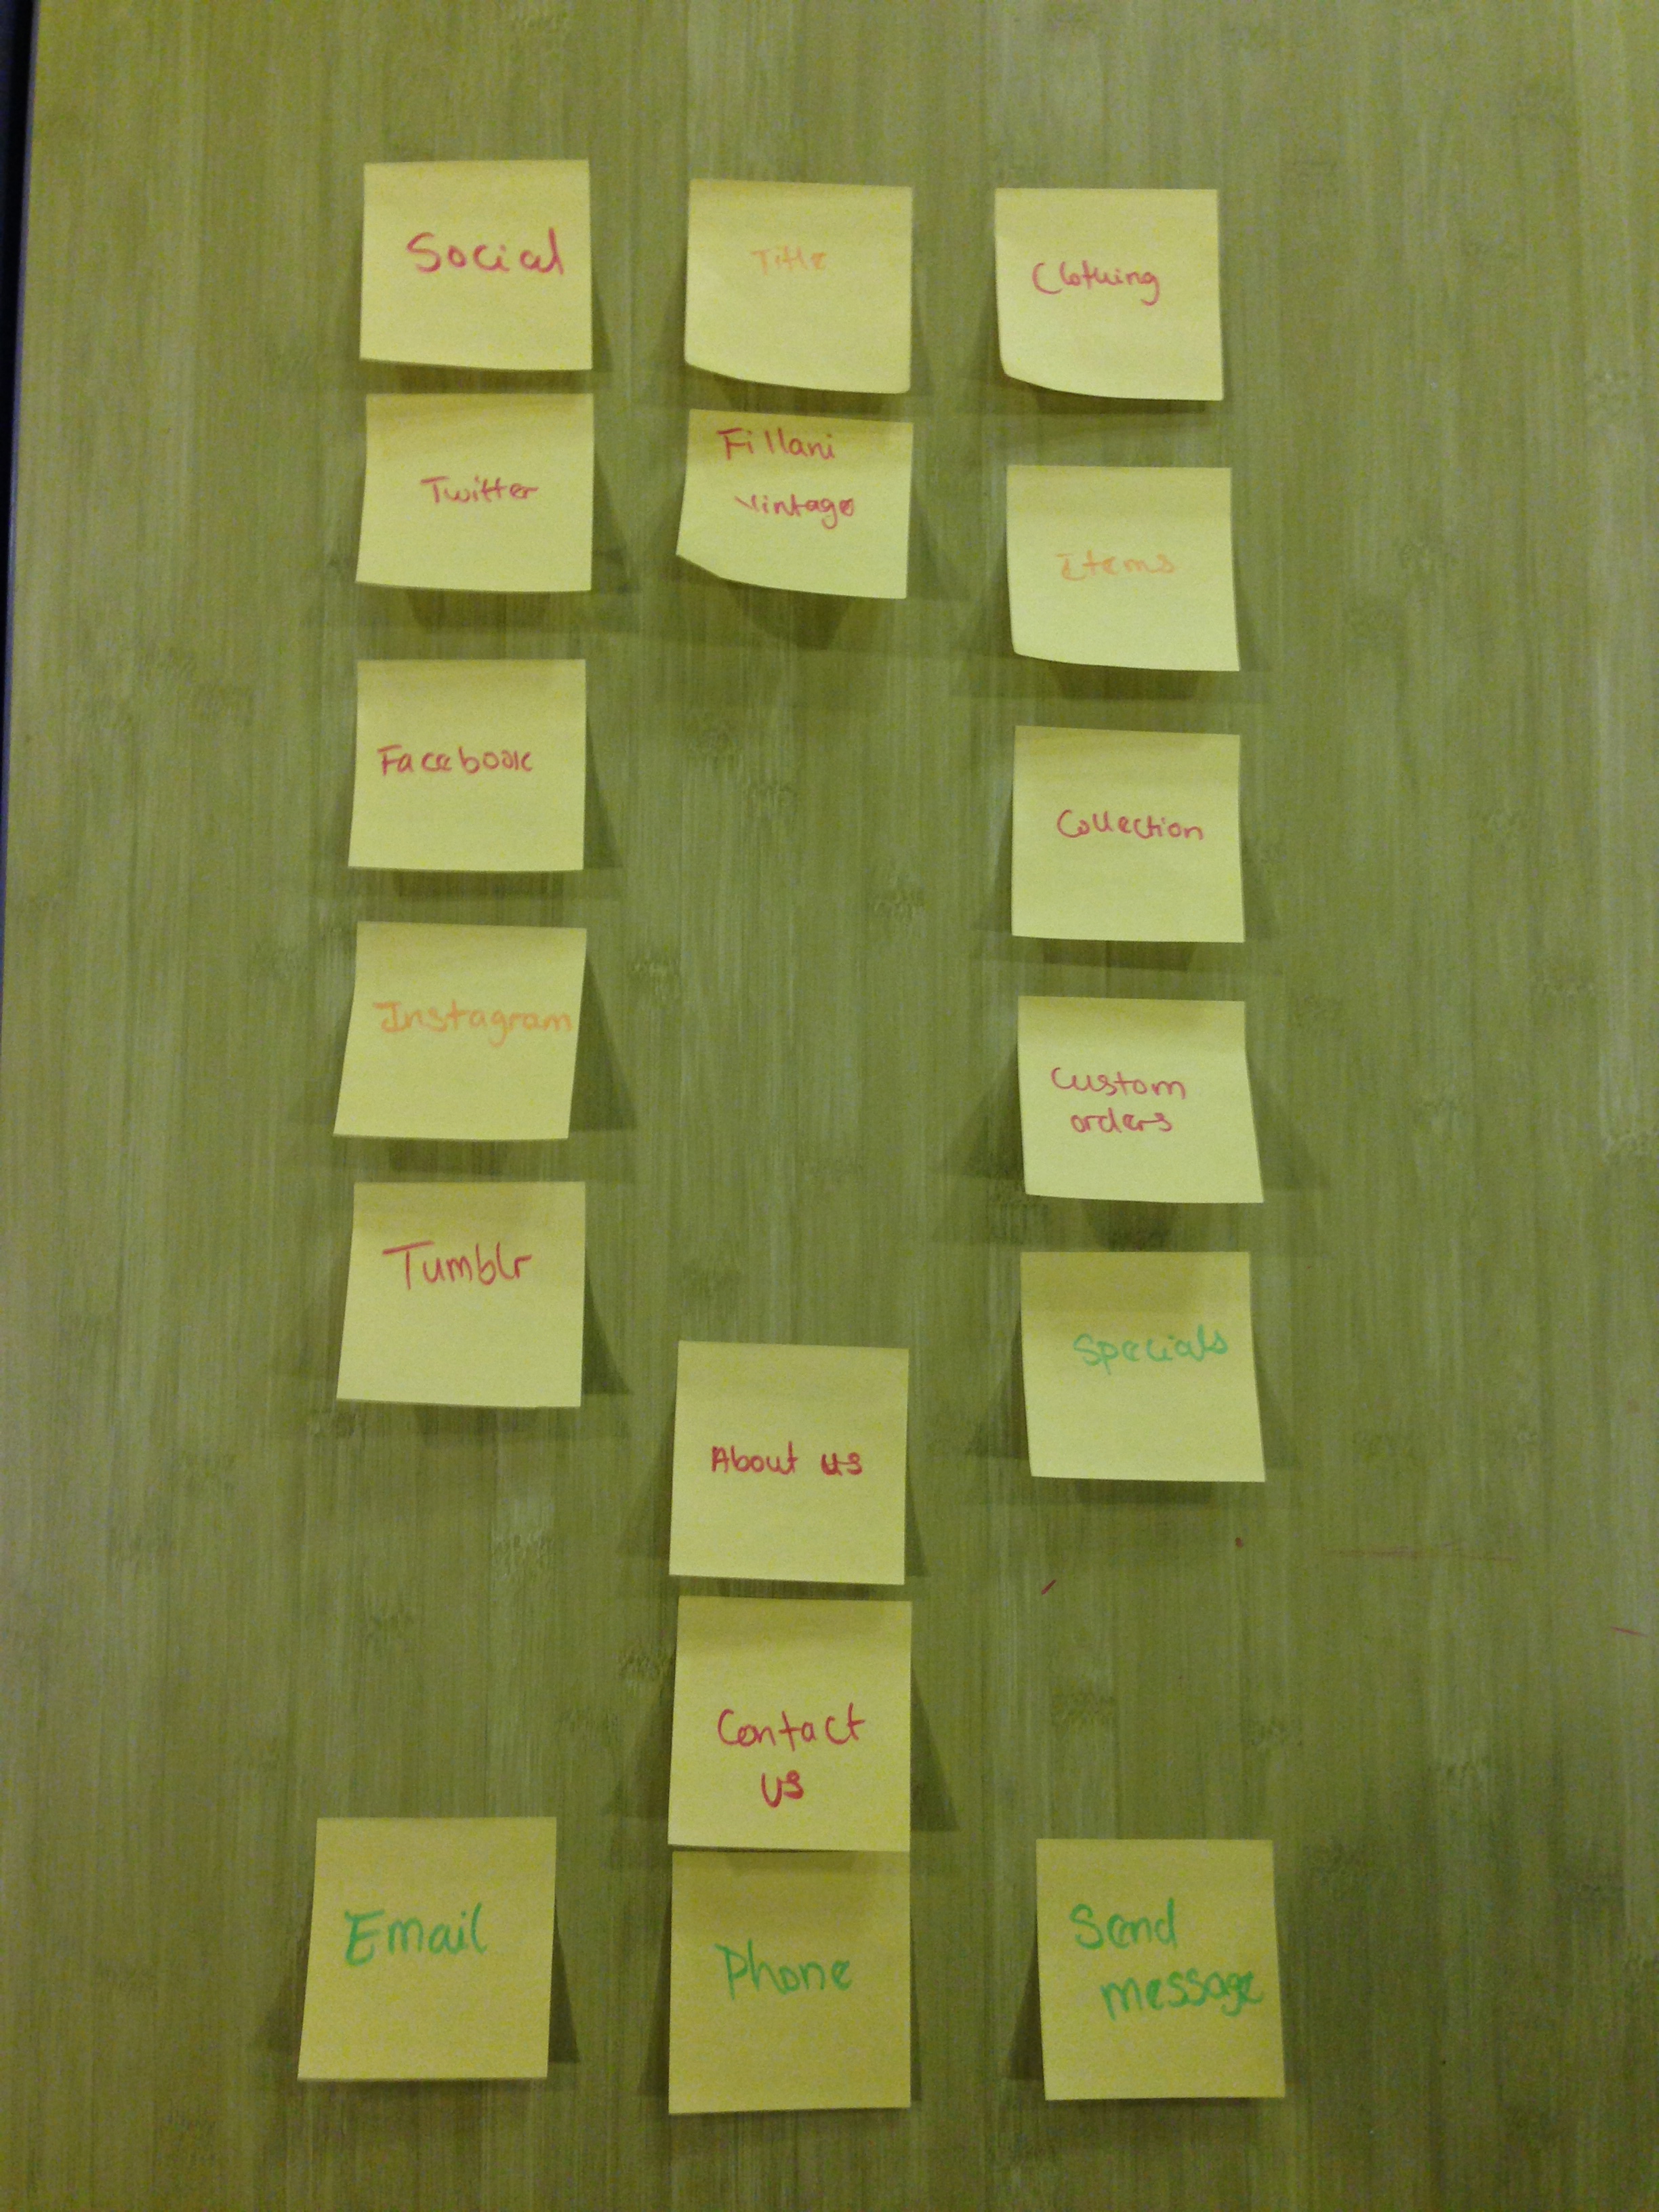 Social
Title
Clothing
Twitter
Fillani
Vintage
Items
Facebook
Collection
Instagram
Custom
orders
Tumblr
Specials
About us
Contact
us
Email
Phone
Send
message